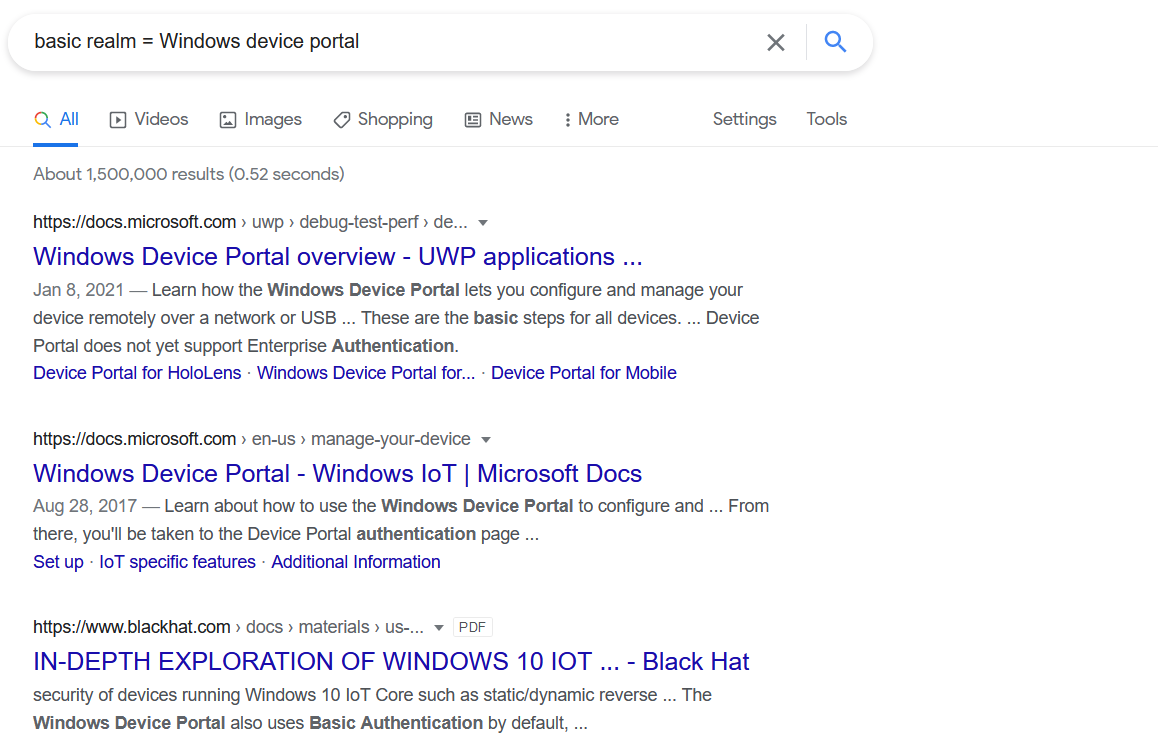 basic realm = Windows device portal
All Videos Images Shopping News More Settings Tools
About 1,500,000 results (0.52 seconds)
https://docs.microsoft.com › uwp › debug-test-perf › de...
Windows Device Portal overview - UWP applications ...
Jan 8, 2021 — Learn how the Windows Device Portal lets you configure and manage your
device remotely over a network or USB ... These are the basic steps for all devices. ... Device
Portal does not yet support Enterprise Authentication.
Device Portal for HoloLens · Windows Device Portal for... · Device Portal for Mobile
https://docs.microsoft.com › en-us › manage-your-device
Windows Device Portal - Windows IoT | Microsoft Docs
Aug 28, 2017 — Learn about how to use the Windows Device Portal to configure and ... From
there, you'll be taken to the Device Portal authentication page ...
Set up · IoT specific features · Additional Information
https://www.blackhat.com › docs › materials › us-... PDF
IN-DEPTH EXPLORATION OF WINDOWS 10 IOT ... - Black Hat
security of devices running Windows 10 IoT Core such as static/dynamic reverse ... The
Windows Device Portal also uses Basic Authentication by default, ...